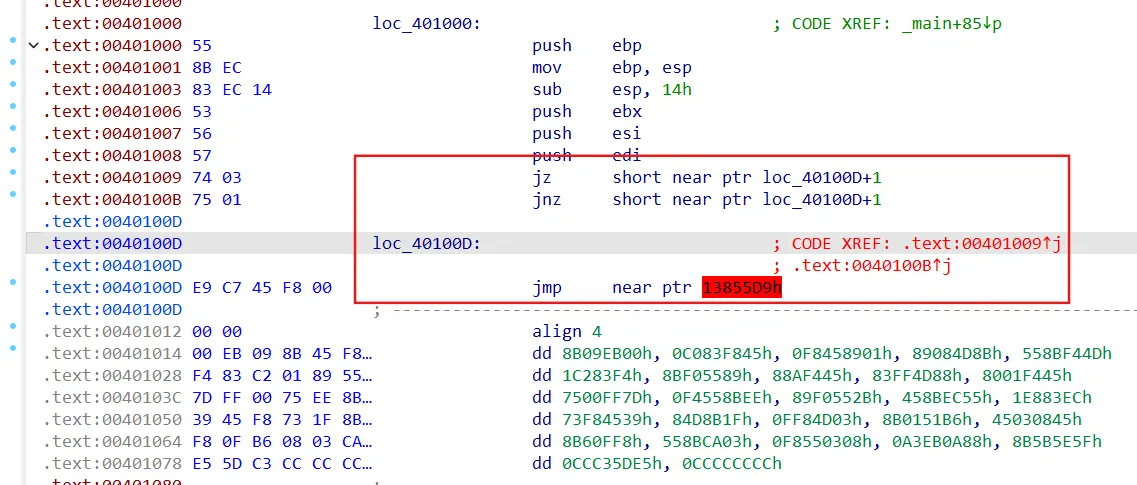 .text:00401000
.text:00401000 loc_401000: ; CODE XREF: _main+85↓p
.text:00401000 55 push ebp
.text:00401001 8B EC mov ebp, esp
.text:00401003 83 EC 14 sub esp, 14h
.text:00401006 53 push ebx
.text:00401007 56 push esi
.text:00401008 57 push edi
.text:00401009 74 03 jz short near ptr loc_40100D+1
.text:0040100B 75 01 jnz short near ptr loc_40100D+1
.text:0040100D
.text:0040100D loc_40100D: ; CODE XREF: .text:00401009↑j
.text:0040100D ; .text:0040100B↑j
.text:0040100D E9 C7 45 F8 00 jmp near ptr 13855D9h
.text:0040100D ; ---------------------------------------------------------------------------
.text:00401012 00 00 align 4
.text:00401014 00 EB 09 8B 45 F8… dd 8B09EB00h, 0C083F845h, 0F8458901h, 89084D8Bh, 558BF44Dh
.text:00401028 F4 83 C2 01 89 55… dd 1C283F4h, 8BF05589h, 88AF445h, 83FF4D88h, 8001F445h
.text:0040103C 7D FF 00 75 EE 8B… dd 7500FF7Dh, 0F4558BEEh, 89F0552Bh, 458BEC55h, 1E883ECh
.text:00401050 39 45 F8 73 1F 8B… dd 73F84539h, 84D8B1Fh, 0FF84D03h, 8B0151B6h, 45030845h
.text:00401064 F8 0F B6 08 03 CA… dd 8B60FF8h, 558BCA03h, 0F8550308h, 0A3EB0A88h, 8B5B5E5Fh
.text:00401078 E5 5D C3 CC CC CC… dd 0CCC35DE5h, 0CCCCCCCCh
.text:00401080